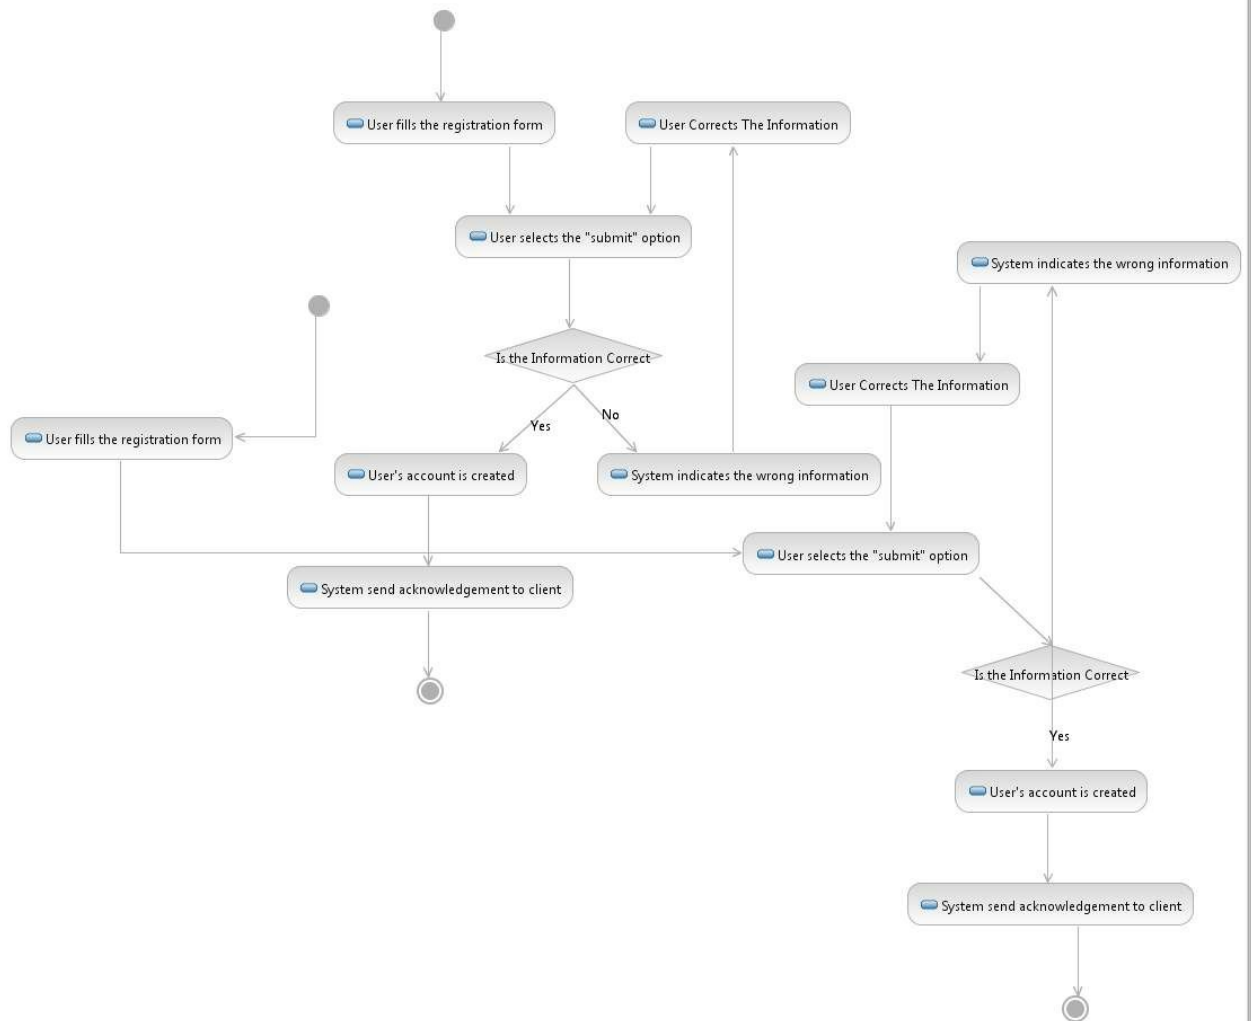 User fills the registration form
User Corrects The Information
User selects the "submit" option
System indicates the wrong information
Is the Information Correct
User Corrects The Information
No
Yes
User fills the registration form
User's account is created
System indicates the wrong information
User selects the "submit" option
System send acknowledgement to client
Is the Information Correct
Yes
User's account is created
System send acknowledgement to client